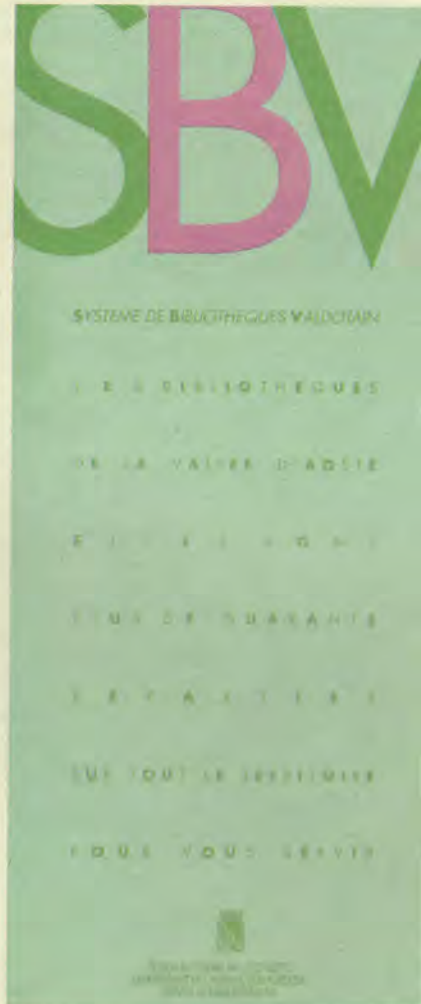 SBV
SYSTEME DE BIBLIOTHEQUES VALDOTAIN
LES BIBLIOTHEQUES
DE LA VALLEE D'AOSTE
ELLES SONT
PLUS DE QUARANTE
REPARTIES
SUR TOUT LE TERRITOIRE
POUR VOUS SERVIR